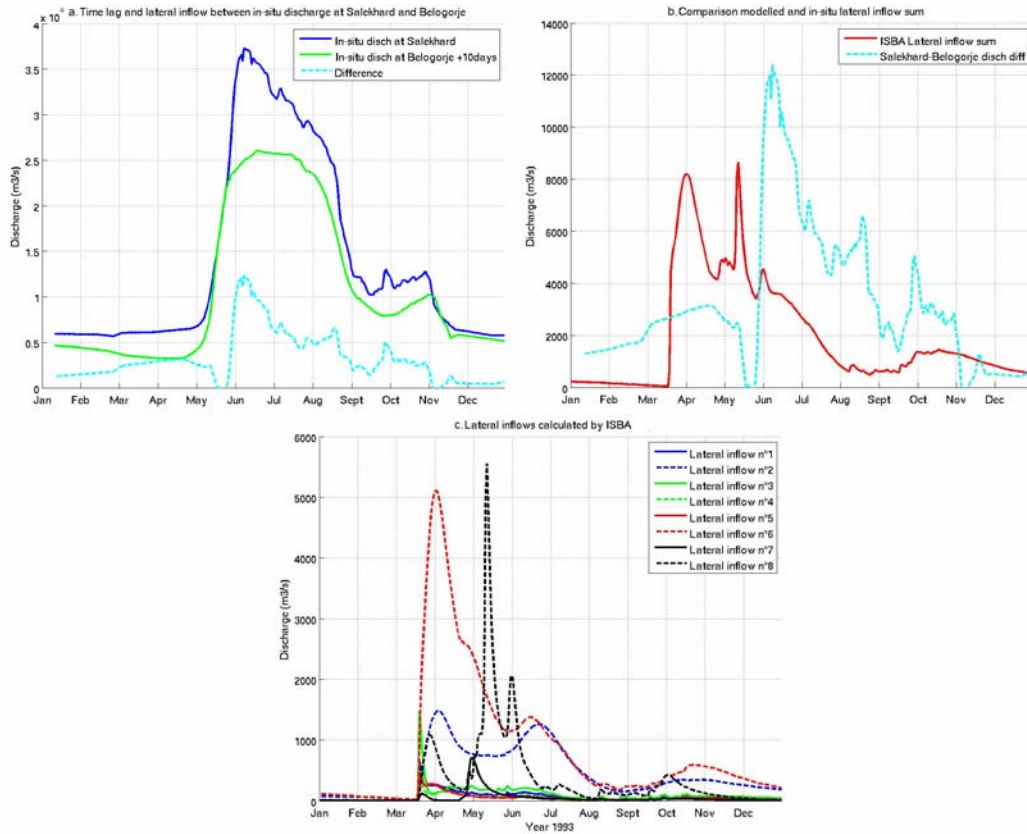 a. Time lag and lateral inflow between in-situ discharge at Salekhard and Belogorje
x 10
4
3.5
3
2.5
2
1.5
1
0.5
0
Discharge (m3/s)
In-situ disch at Salekhard
In-situ disch at Belogorje +10days
Difference
Jan Feb Mar Apr May Jun Jul Aug Sept Oct Nov Dec
b. Comparison modelled and in-situ lateral inflow sum
14000
12000
10000
8000
6000
4000
2000
0
Discharge (m3/s)
ISBA Lateral inflow sum
Salekhard-Belogorje disch diff
Jan Feb Mar Apr May Jun Jul Aug Sept Oct Nov Dec
c. Lateral inflows calculated by ISBA
6000
5000
4000
3000
2000
1000
0
Discharge (m3/s)
Lateral inflow n°1
Lateral inflow n°2
Lateral inflow n°3
Lateral inflow n°4
Lateral inflow n°5
Lateral inflow n°6
Lateral inflow n°7
Lateral inflow n°8
Jan Feb Mar Apr May Jun Jul Aug Sept Oct Nov Dec
Year 1993